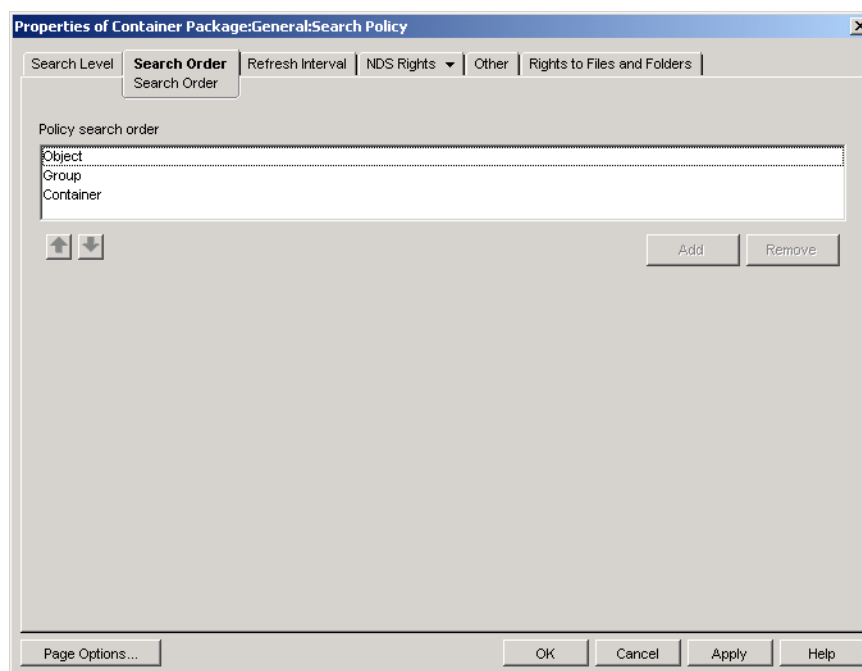 Properties of Container Package:General:Search Policy
Search Level Search Order Refresh Interval NDS Rights Other Rights to Files and Folders
Search Order
Policy search order
Object
Group
Container
Add Remove
Page Options... OK Cancel Apply Help